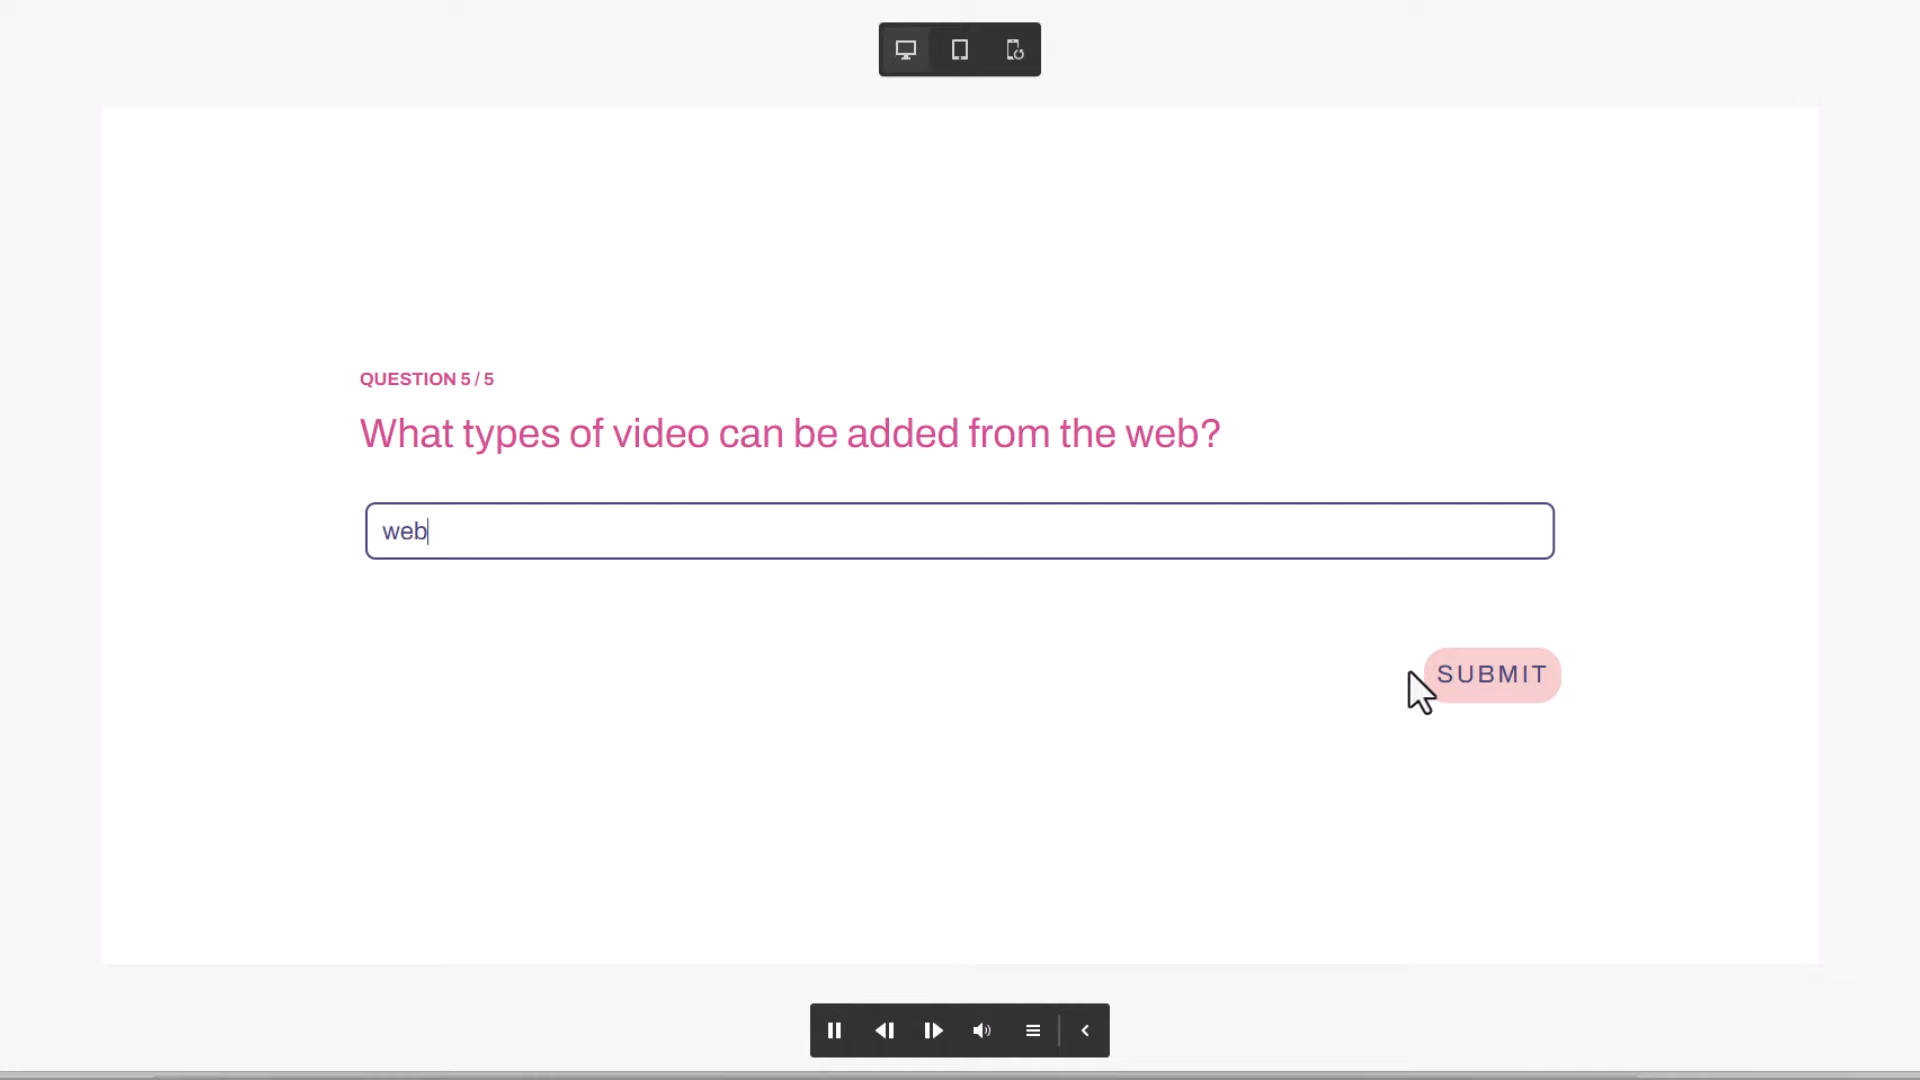 QUESTION 5 / 5
What types of video can be added from the web?
web
SUBMIT